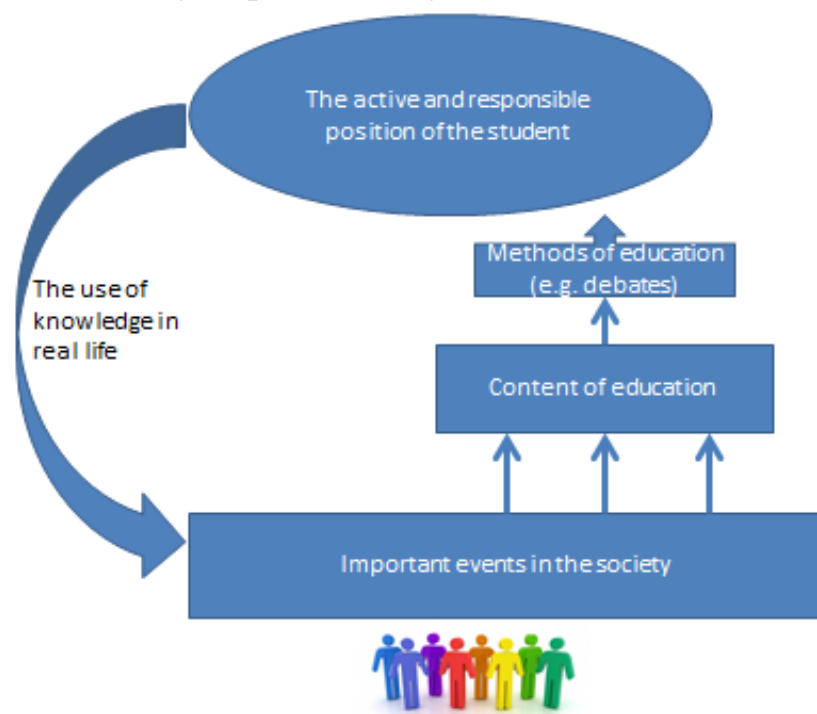 The active and responsible
position of the student
Methods of education
(e.g. debates)
The use of
knowledge in
real life
Content of education
Important events in the society